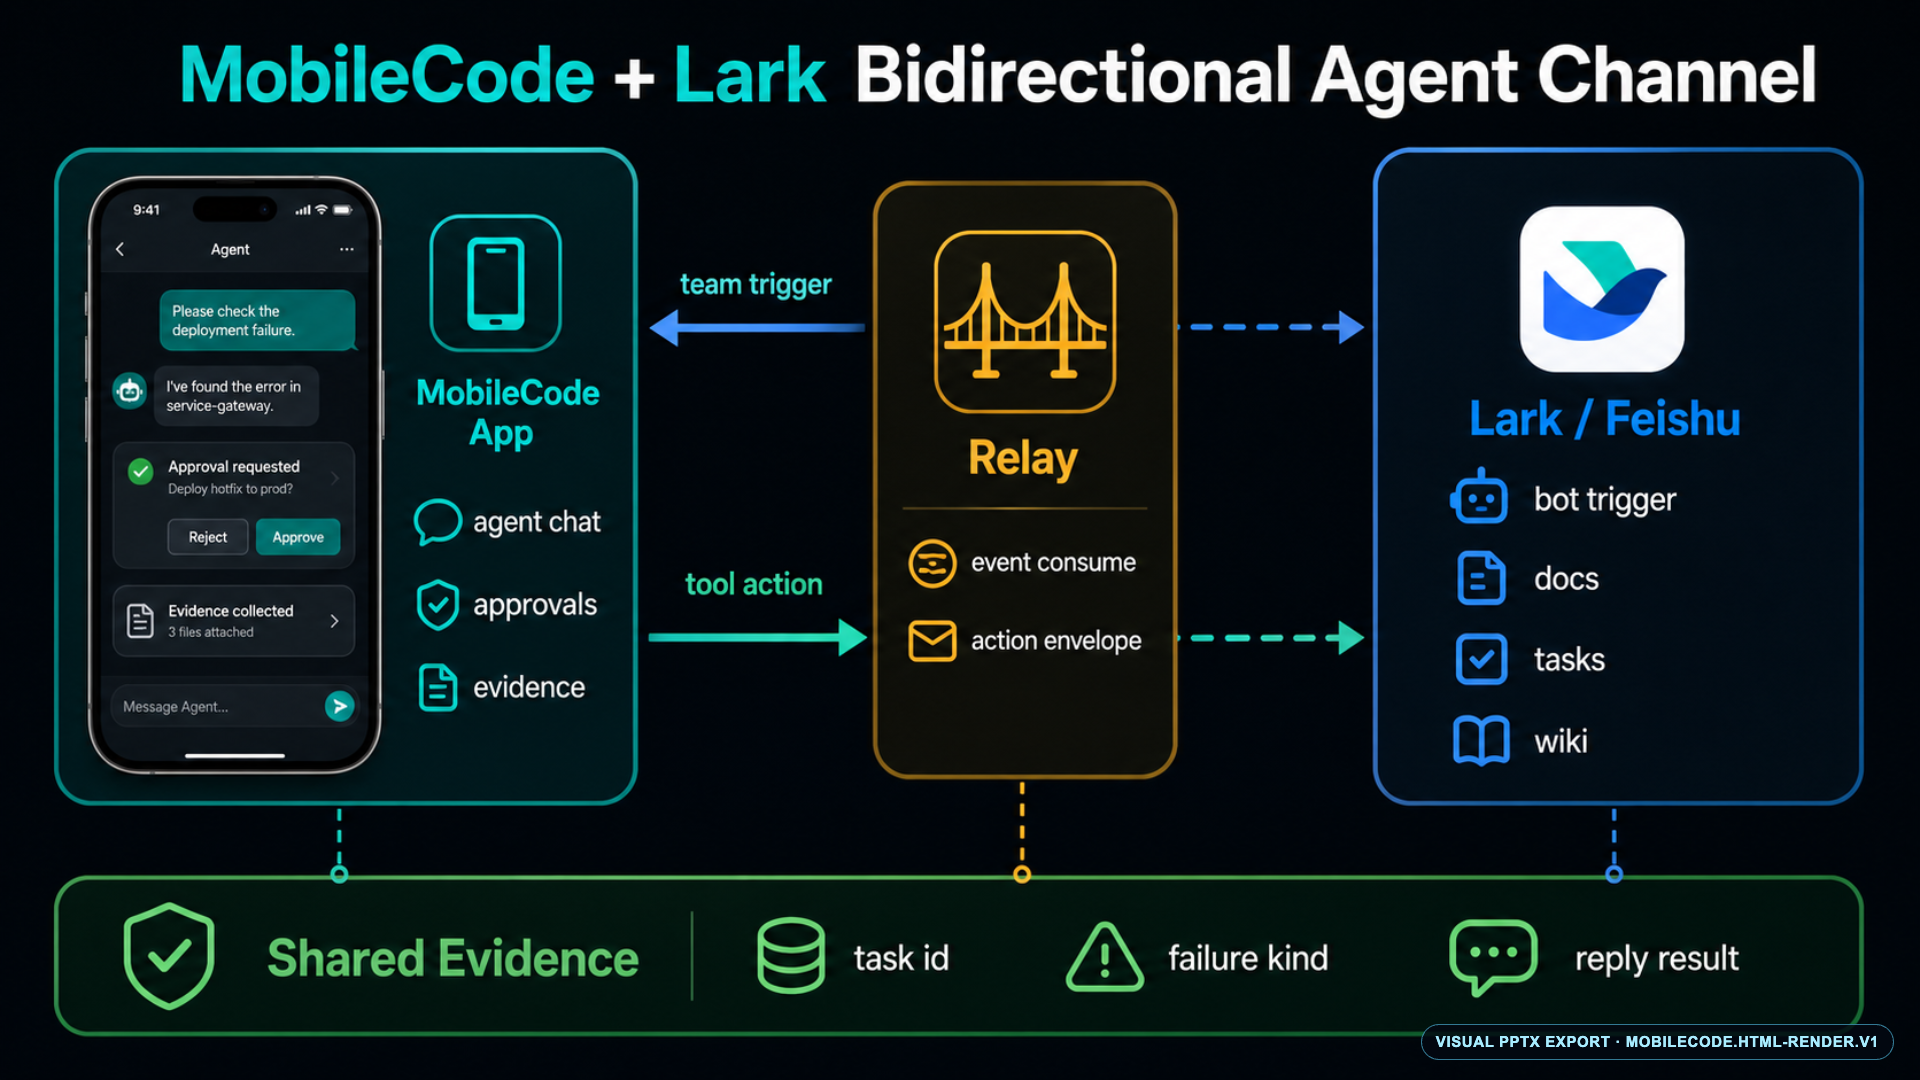 MobileCode + Lark Bidirectional Agent Channel
9:41
Agent
Please check the
deployment failure.
I've found the error in
service-gateway.
Approval requested
Deploy hotfix to prod?
Reject
Approve
Evidence collected
3 files attached
Message Agent...
MobileCode
App
agent chat
approvals
evidence
team trigger
tool action
Relay
event consume
action envelope
Lark / Feishu
bot trigger
docs
tasks
wiki
Shared Evidence
task id
failure kind
reply result
VISUAL PPTX EXPORT · MOBILECODE.HTML-RENDER.V1